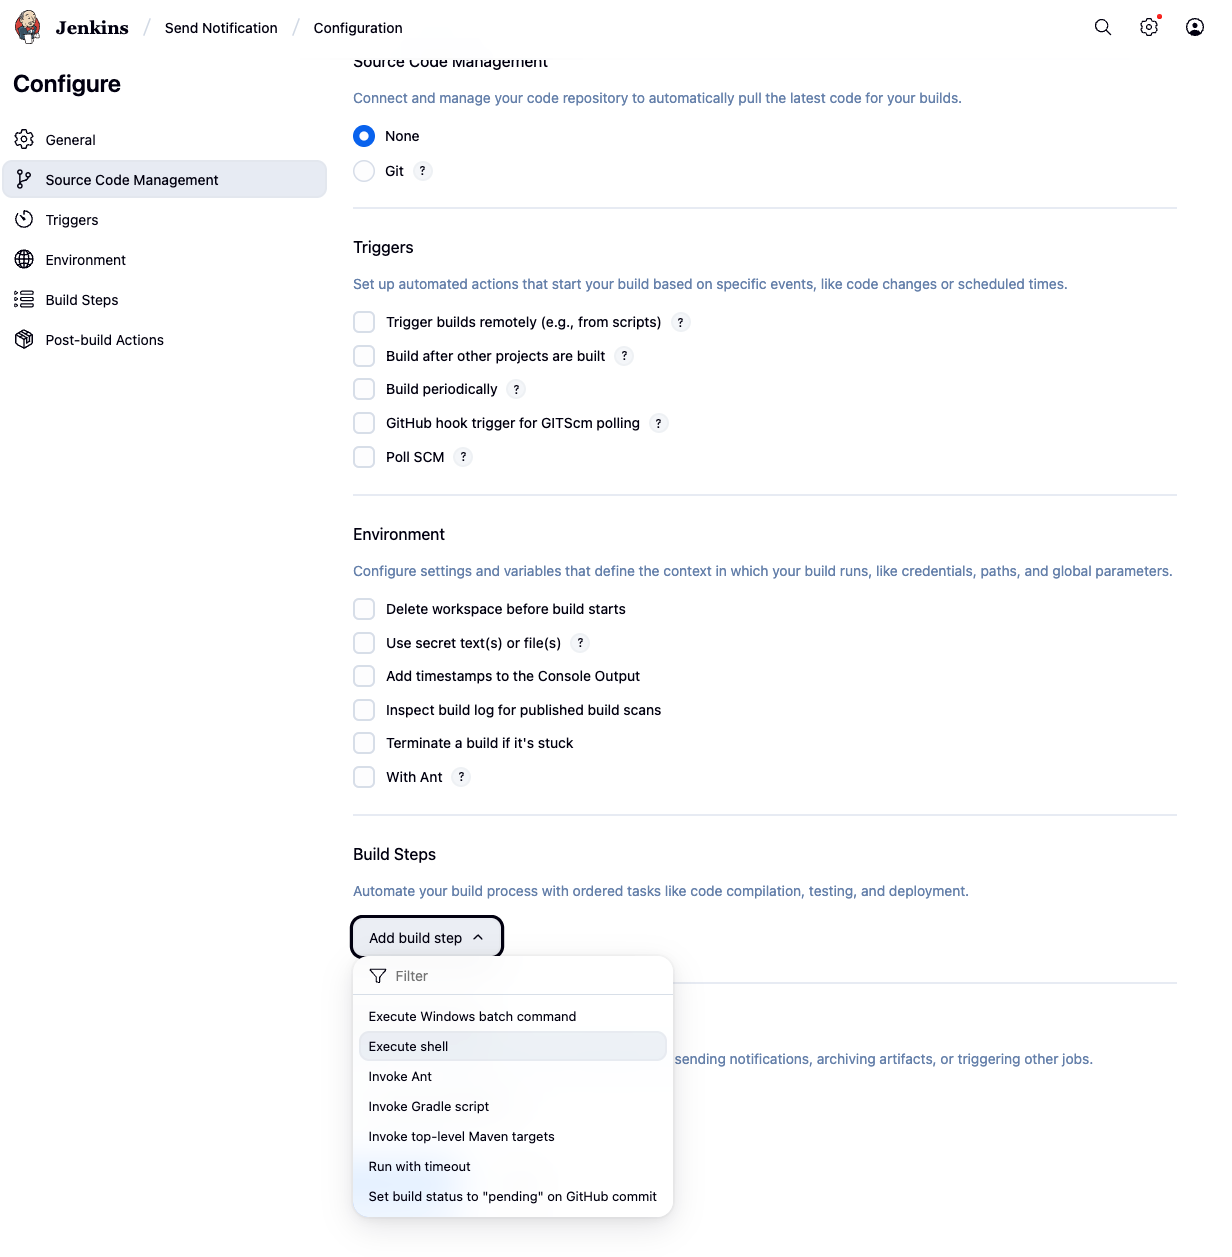 Jenkins / Send Notification / Configuration
Configure
General
Source Code Management
Triggers
Environment
Build Steps
Post-build Actions
Source Code Management
Connect and manage your code repository to automatically pull the latest code for your builds.
None
Git ?
Triggers
Set up automated actions that start your build based on specific events, like code changes or scheduled times.
Trigger builds remotely (e.g., from scripts) ?
Build after other projects are built ?
Build periodically ?
GitHub hook trigger for GITScm polling ?
Poll SCM ?
Environment
Configure settings and variables that define the context in which your build runs, like credentials, paths, and global parameters.
Delete workspace before build starts
Use secret text(s) or file(s) ?
Add timestamps to the Console Output
Inspect build log for published build scans
Terminate a build if it's stuck
With Ant ?
Build Steps
Automate your build process with ordered tasks like code compilation, testing, and deployment.
Add build step
Filter
Execute Windows batch command
Execute shell
sending notifications, archiving artifacts, or triggering other jobs.
Invoke Ant
Invoke Gradle script
Invoke top-level Maven targets
Run with timeout
Set build status to "pending" on GitHub commit